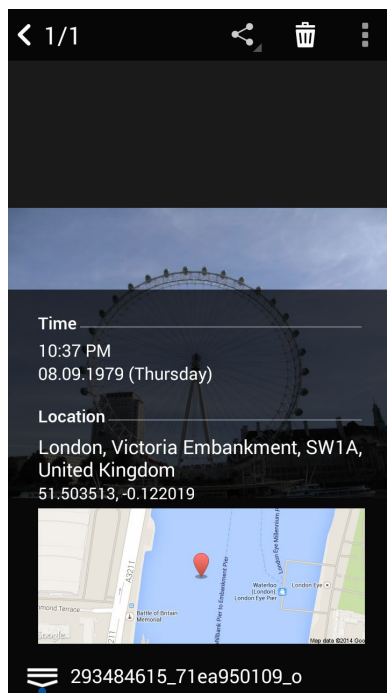 1/1
Time
10:37 PM
08.09.1979 (Thursday)
Location
London, Victoria Embankment, SW1A,
United Kingdom
51.503513, -0.122019
A3211
Battle of Britain
Memorial
Waterloo
(London)
London Eye Pier
London Eye
Google
Map data ©2014 Goo
293484615_71ea950109_o